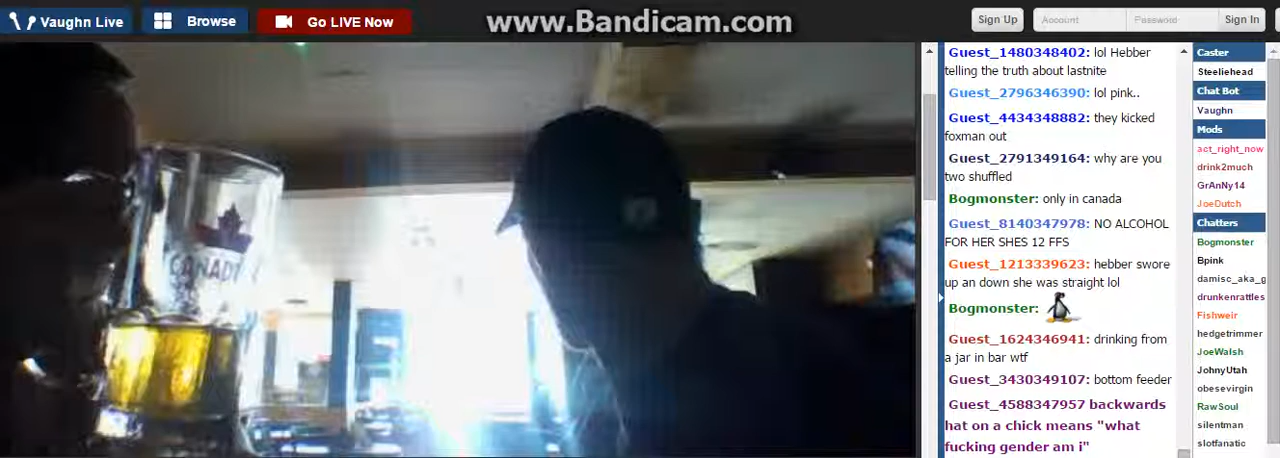 Vaughn Live
Browse
Go LIVE Now
www.Bandicam.com
Sign Up
Account
Password
Sign In
CANAD
Guest_1480348402: lol Hebber
telling the truth about lastnite
Guest_2796346390: lol pink..
Guest_4434348882: they kicked
foxman out
Guest_2791349164: why are you
two shuffled
Bogmonster: only in canada
Guest_8140347978: NO ALCOHOL
FOR HER SHES 12 FFS
Guest_1213339623: hebber swore
up an down she was straight lol
Bogmonster:
Guest_1624346941: drinking from
a jar in bar wtf
Guest_3430349107: bottom feeder
Guest_4588347957 backwards
hat on a chick means "what
fucking gender am i"
Caster
Steeliehead
Chat Bot
Vaughn
Mods
act_right_now
drink2much
GrAnNy14
JoeDutch
Chatters
Bogmonster
Bpink
damisc_aka_g
drunkenrattles
Fishweir
hedgetrimmer
JoeWalsh
JohnyUtah
obesevirgin
RawSoul
silentman
slotfanatic